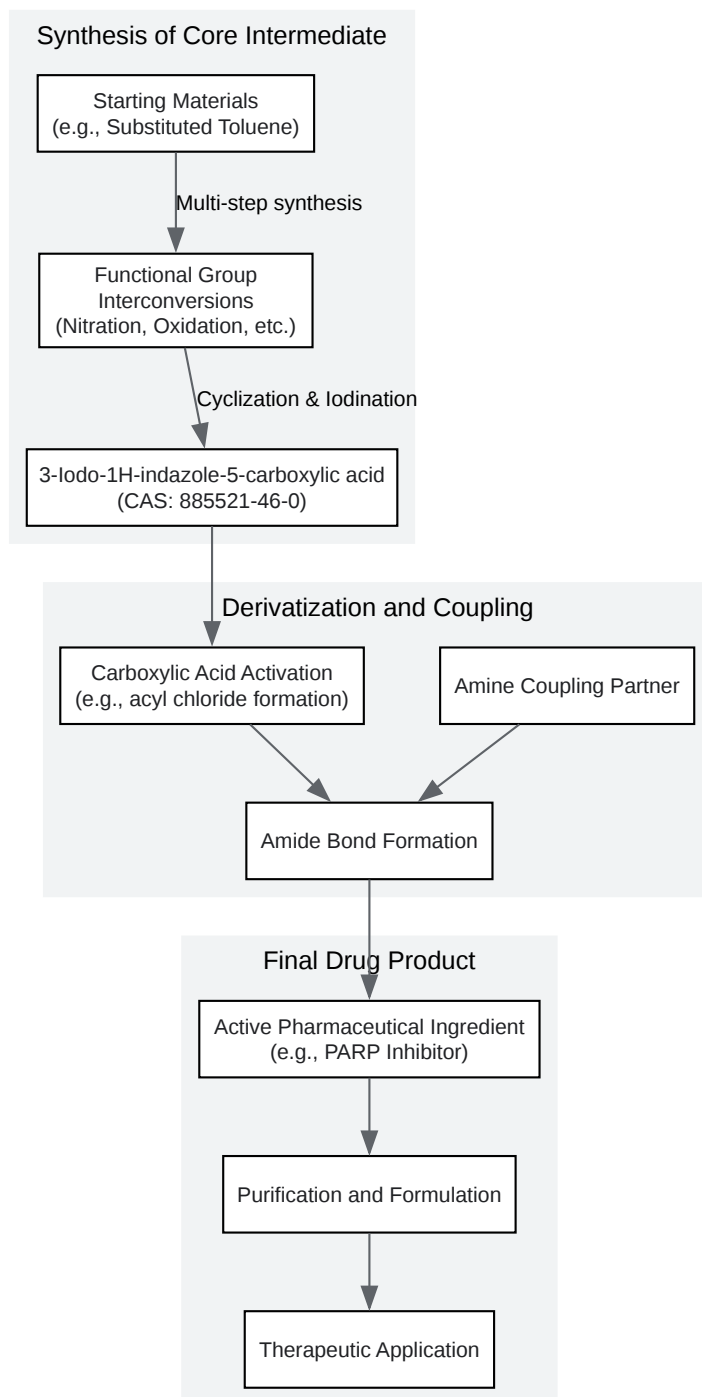 Synthesis of Core Intermediate
Starting Materials
(e.g., Substituted Toluene)
Multi-step synthesis
Functional Group
Interconversions
(Nitration, Oxidation, etc.)
Cyclization & Iodination
3-Iodo-1H-indazole-5-carboxylic acid
(CAS: 885521-46-0)
Derivatization and Coupling
Carboxylic Acid Activation
(e.g., acyl chloride formation)
Amine Coupling Partner
Amide Bond Formation
Final Drug Product
Active Pharmaceutical Ingredient
(e.g., PARP Inhibitor)
Purification and Formulation
Therapeutic Application